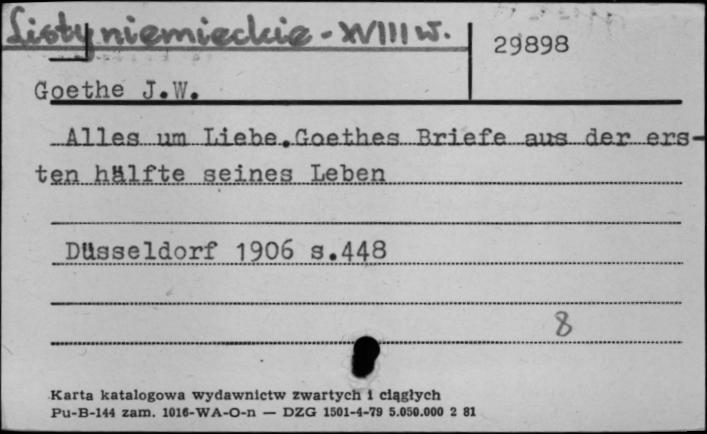 Listy niemieckie - XVIII w.
29898
Goethe J.W.
Alles um Liebe.Goethes Briefe aus der ers-
ten hälfte seines Leben
Düsseldorf 1906 s.448
8
Karta katalogowa wydawnictw zwartych i ciągłych
Pu-B-144 zam. 1016-WA-O-n — DZG 1501-4-79 5.050.000 2 81